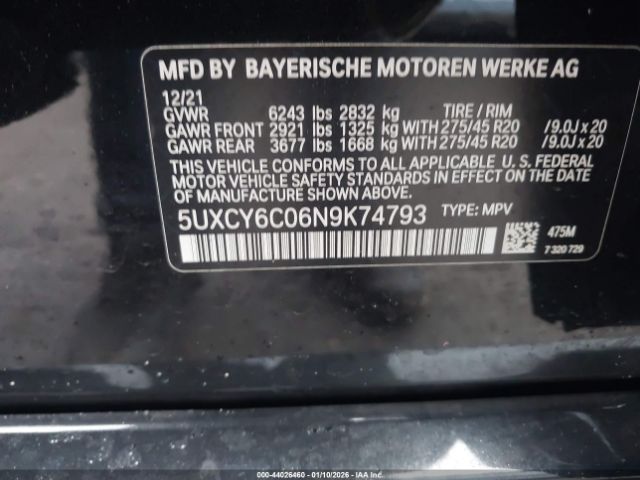 MFD BY BAYERISCHE MOTOREN WERKE AG
12/21
GVWR 6243 lbs 2832 kg TIRE / RIM
GAWR FRONT 2921 lbs 1325 kg WITH 275/45 R20 /9.0J x 20
GAWR REAR 3677 lbs 1668 kg WITH 275/45 R20 /9.0J x 20
THIS VEHICLE CONFORMS TO ALL APPLICABLE U. S. FEDERAL
MOTOR VEHICLE SAFETY STANDARDS IN EFFECT ON THE DATE
OF MANUFACTURE SHOWN ABOVE.
5UXCY6C06N9K74793 TYPE: MPV
475M
7 320 729
000-44026460 - 01/10/2026 - IAAI.COM